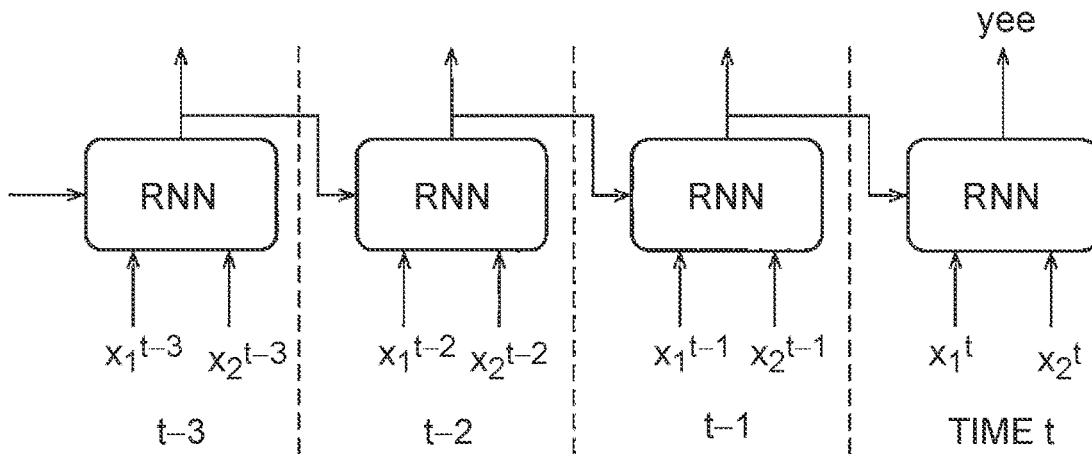 yee
RNN RNN RNN RNN
x₁ᵗ⁻³ x₂ᵗ⁻³ x₁ᵗ⁻² x₂ᵗ⁻² x₁ᵗ⁻¹ x₂ᵗ⁻¹ x₁ᵗ x₂ᵗ
t–3 t–2 t–1 TIME t